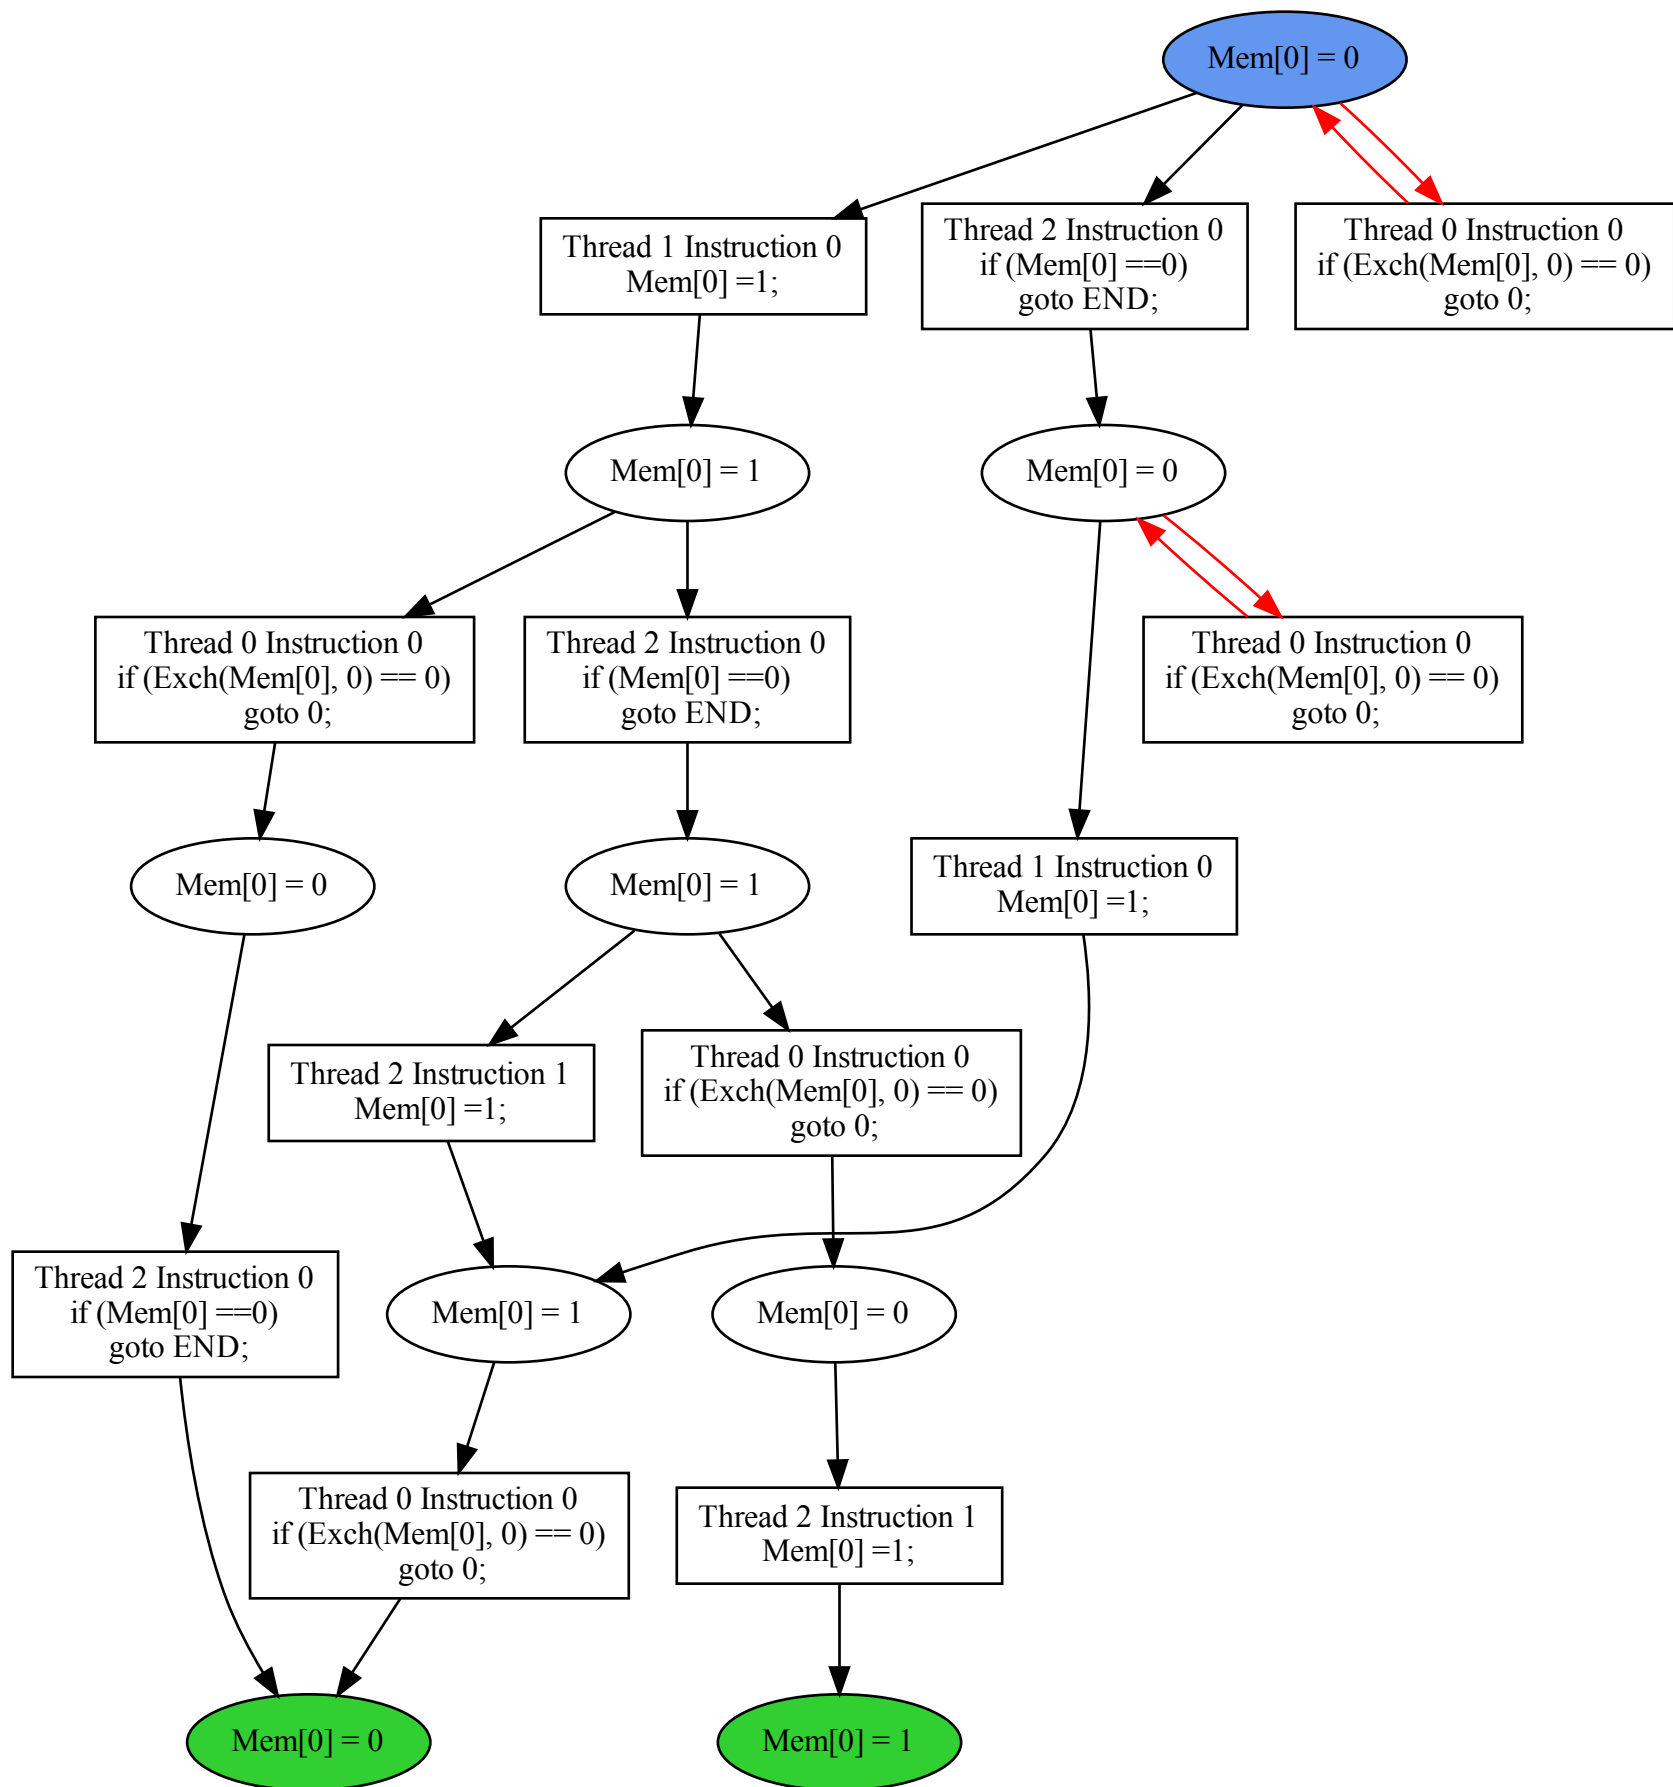 Mem[0] = 0
Thread 1 Instruction 0
Mem[0] =1;
Thread 2 Instruction 0
if (Mem[0] ==0)
goto END;
Thread 0 Instruction 0
if (Exch(Mem[0], 0) == 0)
goto 0;
Mem[0] = 1
Mem[0] = 0
Thread 0 Instruction 0
if (Exch(Mem[0], 0) == 0)
goto 0;
Thread 2 Instruction 0
if (Mem[0] ==0)
goto END;
Thread 0 Instruction 0
if (Exch(Mem[0], 0) == 0)
goto 0;
Mem[0] = 0
Mem[0] = 1
Thread 1 Instruction 0
Mem[0] =1;
Thread 2 Instruction 1
Mem[0] =1;
Thread 0 Instruction 0
if (Exch(Mem[0], 0) == 0)
goto 0;
Thread 2 Instruction 0
if (Mem[0] ==0)
goto END;
Mem[0] = 1
Mem[0] = 0
Thread 0 Instruction 0
if (Exch(Mem[0], 0) == 0)
goto 0;
Thread 2 Instruction 1
Mem[0] =1;
Mem[0] = 0
Mem[0] = 1